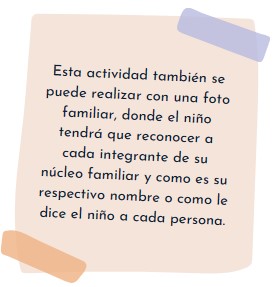 Esta actividad también se
puede realizar con una foto
familiar, donde el niño
tendrá que reconocer a
cada integrante de su
núcleo familiar y como es su
respectivo nombre o como le
dice el niño a cada persona.